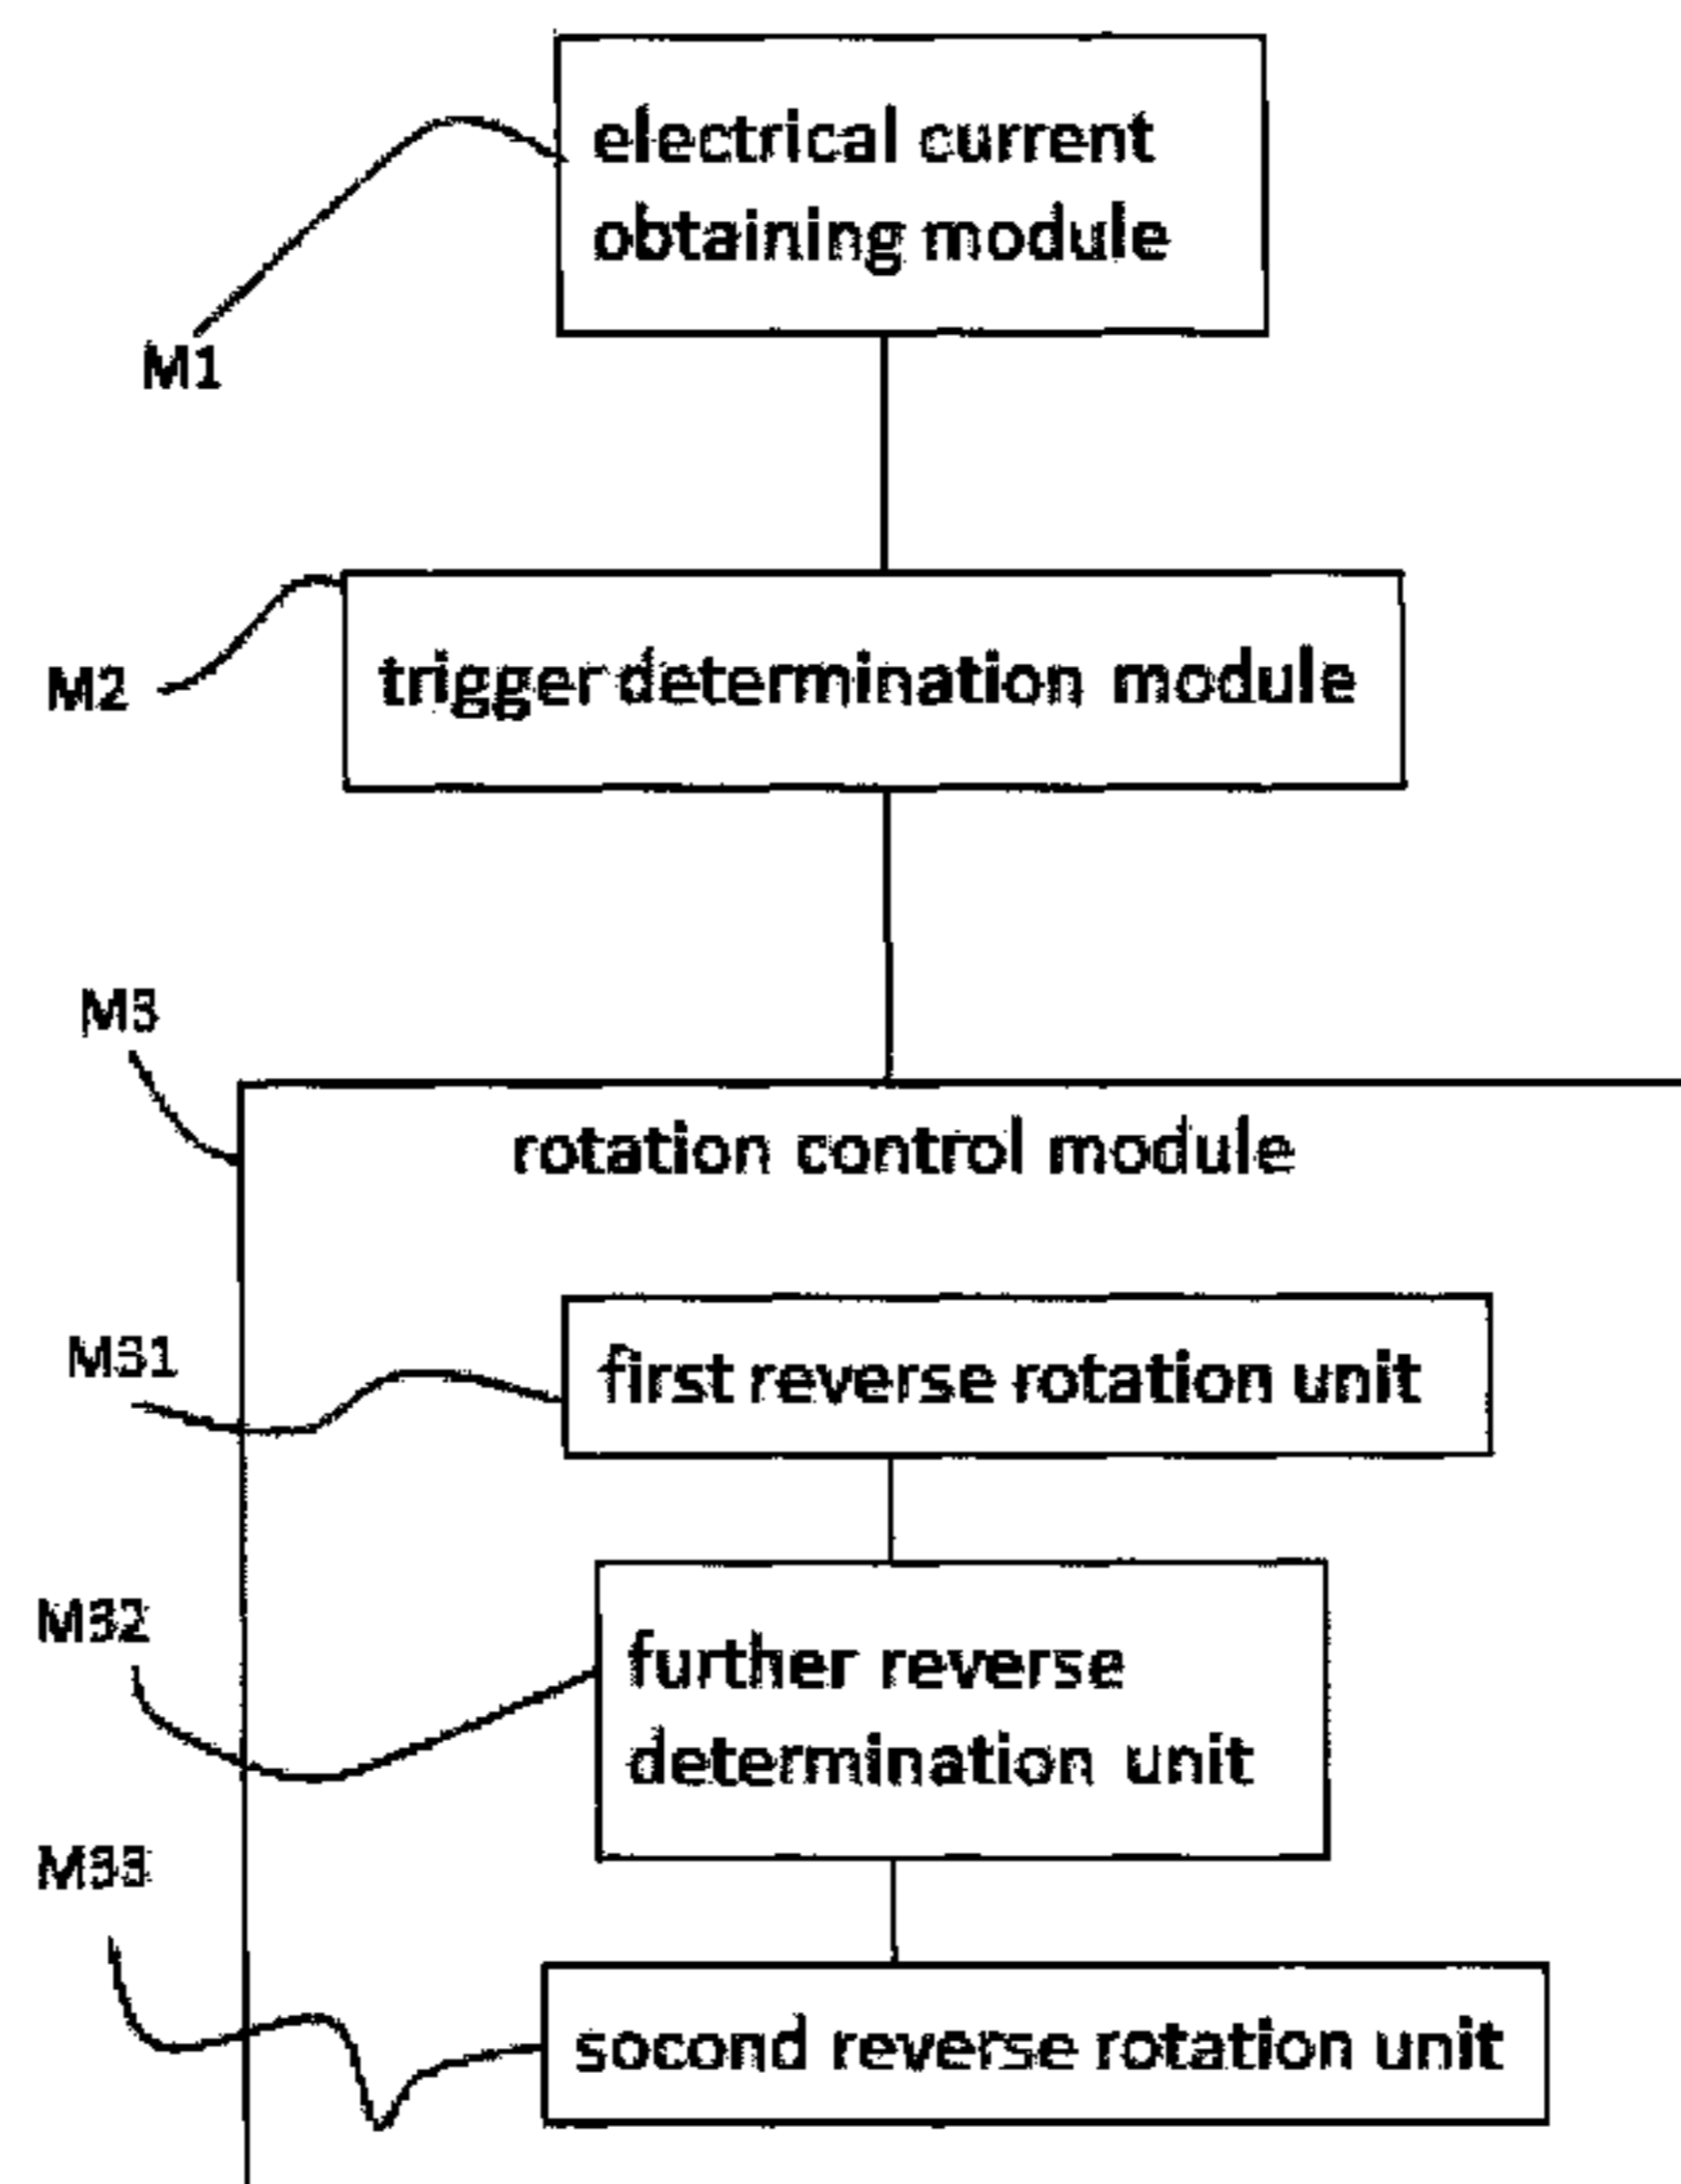 electrical current
obtaining module
M1
trigger determination module
M2
M3
rotation control module
M31
first reverse rotation unit
M32
further reverse
determination unit
M33
socond reverse rotation unit